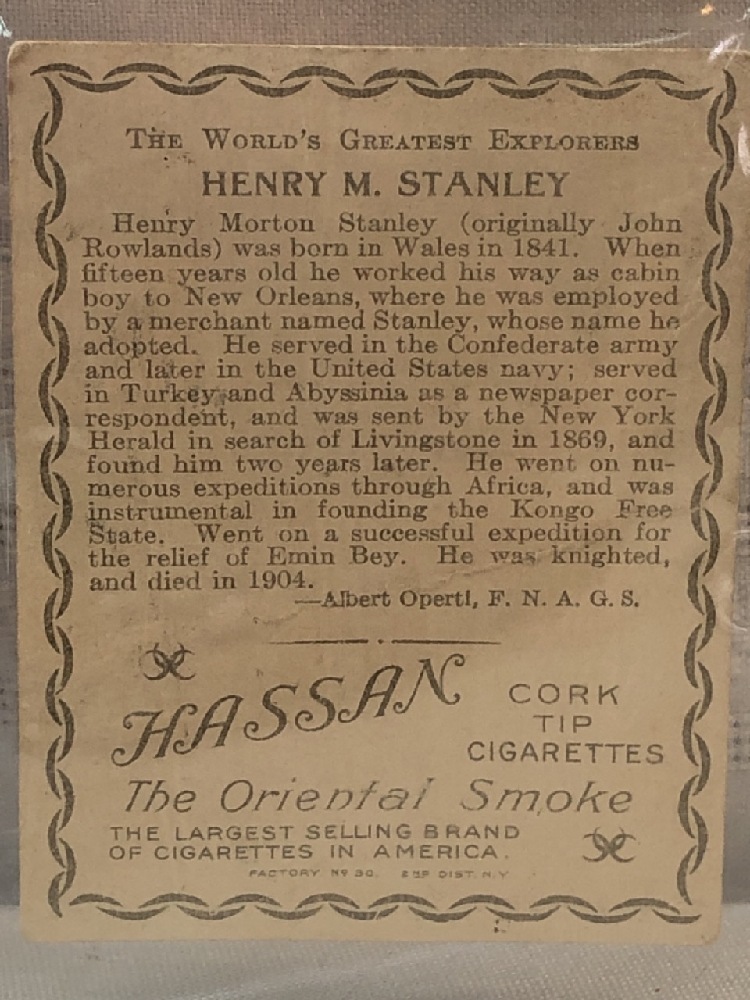 THE WORLD'S GREATEST EXPLORERS
HENRY M. STANLEY
Henry Morton Stanley (originally John
Rowlands) was born in Wales in 1841. When
fifteen years old he worked his way as cabin
boy to New Orleans, where he was employed
by a merchant named Stanley, whose name he
adopted. He served in the Confederate army
and later in the United States navy; served
in Turkey and Abyssinia as a newspaper cor-
respondent, and was sent by the New York
Herald in search of Livingstone in 1869, and
found him two years later. He went on nu-
merous expeditions through Africa, and was
instrumental in founding the Kongo Free
State. Went on a successful expedition for
the relief of Emin Bey. He was knighted,
and died in 1904.
—Albert Operti, F. N. A. G. S.
HASSAN
CORK
TIP
CIGARETTES
The Oriental Smoke
THE LARGEST SELLING BRAND
OF CIGARETTES IN AMERICA.
FACTORY Nº 30. 2ND DIST. N.Y.